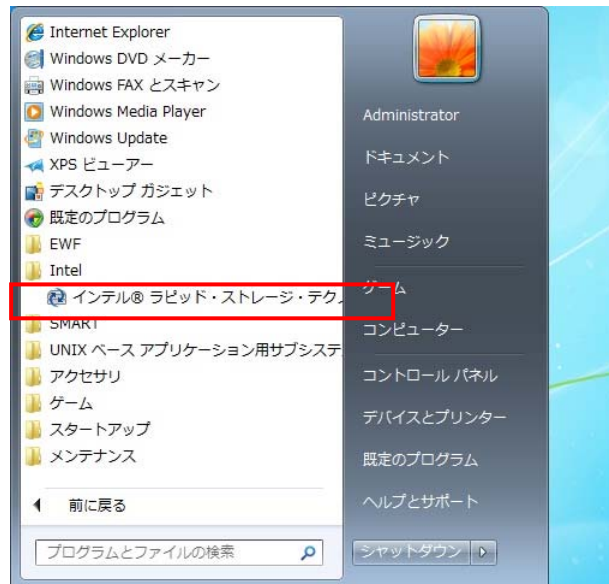 Internet Explorer
Windows DVD メーカー
Windows FAX とスキャン
Windows Media Player
Windows Update
XPS ビューアー
デスクトップ ガジェット
既定のプログラム
EWF
Intel
インテル® ラピッド・ストレージ・テク
SMART
UNIX ベース アプリケーション用サブシステ
アクセサリ
ゲーム
スタートアップ
メンテナンス
前に戻る
プログラムとファイルの検索
Administrator
ドキュメント
ピクチャ
ミュージック
ゲーム
コンピューター
コントロール パネル
デバイスとプリンター
既定のプログラム
ヘルプとサポート
シャットダウン